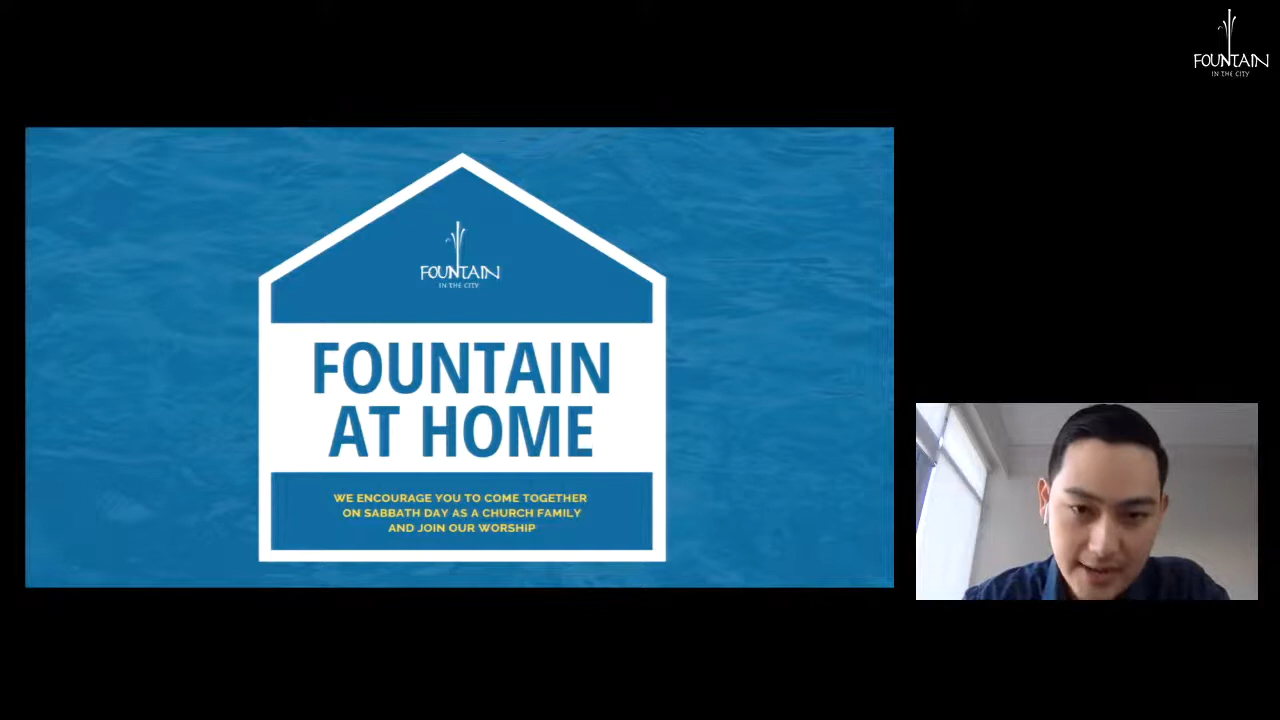 FOUNTAIN
IN THE CITY
FOUNTAIN
IN THE CITY
FOUNTAIN
AT HOME
WE ENCOURAGE YOU TO COME TOGETHER
ON SABBATH DAY AS A CHURCH FAMILY
AND JOIN OUR WORSHIP